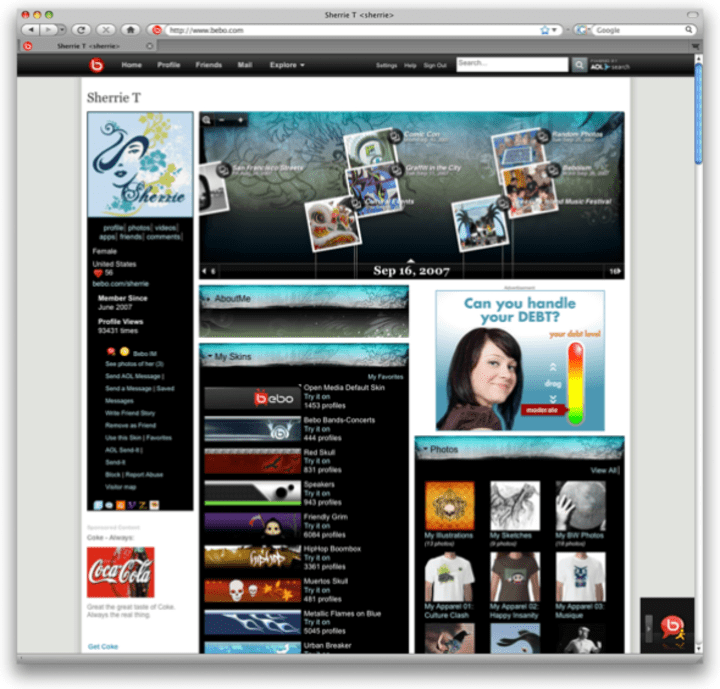 Sherrie T <sherrie>
http://www.bebo.com
Google
Sherrie T <sherrie>
Home Profile Friends Mail Explore
Settings Help Sign Out Search...
AOL search
Sherrie T
Sherrie
profile| photos| videos|
apps| friends| comments|
Female
United States
56
bebo.com/sherrie
Member Since
June 2007
Profile Views
93431 times
Bebo IM
See photos of her (3)
Send AOL Message |
Send a Message | Saved
Messages
Write Friend Story
Remove as Friend
Use this Skin | Favorites
AOL Send-It |
Send-It
Block | Report Abuse
Visitor map
Sponsored Content
Coke - Always:
Coca-Cola
Great the great taste of Coke.
Always the real thing.
Get Coke
Comic Con
Random Photos
San Francisco Streets
Graffiti in the City
Beboism
Cultural Events
Music Festival
6
Sep 16, 2007
16
AboutMe
My Skins
My Favorites
bebo
Open Media Default Skin
Try it on
1453 profiles
Bebo Bands-Concerts
Try it on
444 profiles
Red Skull
Try it on
831 profiles
Speakers
Try it on
943 profiles
Friendly Grim
Try it on
6084 profiles
hiphop
HipHop Boombox
Try it on
3361 profiles
Muertos Skull
Try it on
481 profiles
Metallic Flames on Blue
Try it on
5045 profiles
Urban Breaker
Try it on
Advertisement
Can you handle
your DEBT?
your debt level
drag
moderate
Photos
View All|
My Illustrations
(13 photos)
My Sketches
(9 photos)
My BW Photos
(18 photos)
My Apparel 01:
Culture Clash
My Apparel 02:
Happy Insanity
My Apparel 03:
Musique